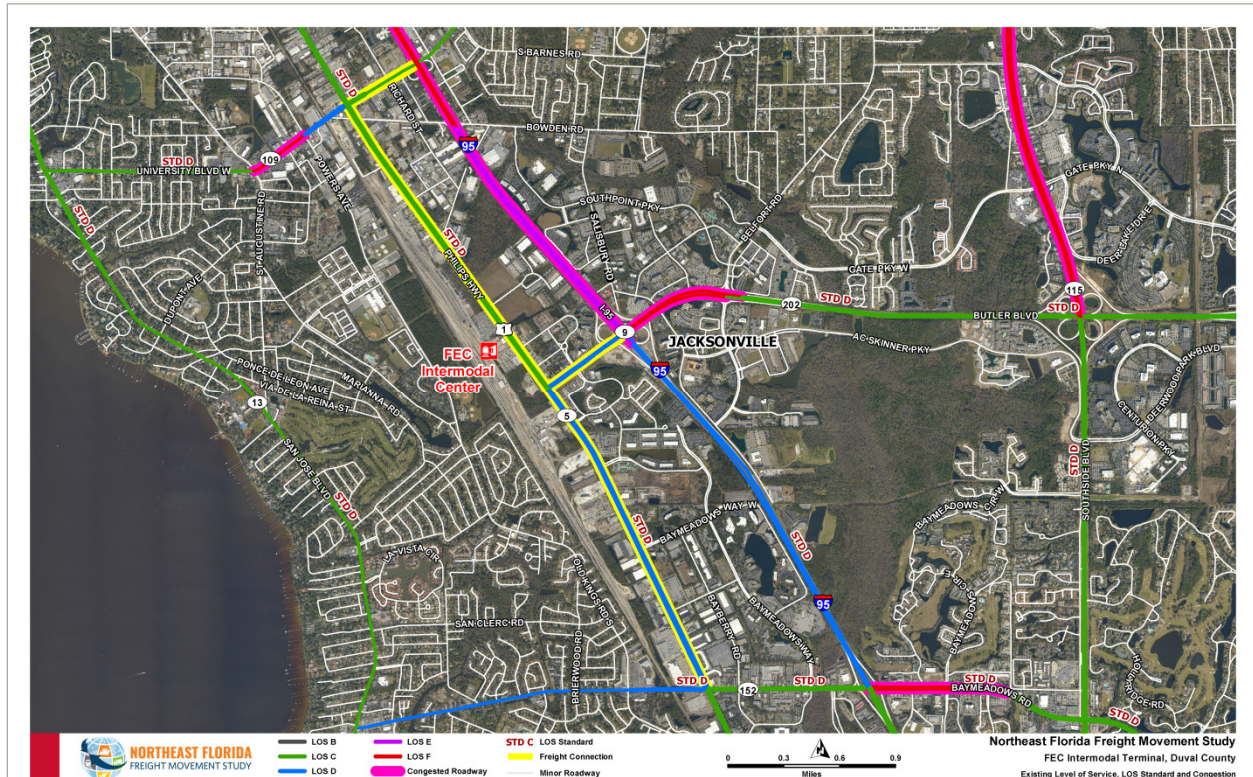 S BARNES RD
STD D
RICHARD ST
BOWDEN RD
95
109
STD D
UNIVERSITY BLVD W
POWERS AVE
ST AUGUSTINE RD
SOUTHPOINT PKY
SALISBURY RD
BELFORT RD
GATE PKY N
DEER LAKE DR E
GATE PKY W
STD D
PHILIPS HWY
STD D
DUPONT AVE
I-95
115
202
STD D
STD D
BUTLER BLVD
1
9
JACKSONVILLE
AC SKINNER PKY
FEC
Intermodal
Center
95
DEERWOOD PARK BLVD
CENTURION PKY
PONCE-DE-LEON AVE
VIA-DE-LA-REINA ST
MARIANNA RD
13
5
SAN JOSE BLVD
STD D
STD D
SOUTHSIDE BLVD
BAYMEADOWS CIR W
BAYMEADOWS WAY W
STD D
STD D
LA VISTA CIR
OLD KINGS RD S
BAYMEADOWS CIR E
95
SAN CLERC RD
BRIERWOOD RD
BAYBERRY RD
BAYMEADOWS WAY
STD D
152
STD D
STD D
BAYMEADOWS RD
STD D
NORTHEAST FLORIDA
FREIGHT MOVEMENT STUDY
LOS B
LOS C
LOS D
LOS E
LOS F
Congested Roadway
STD C LOS Standard
Freight Connection
Minor Roadway
0 0.3 0.6 0.9
Miles
Northeast Florida Freight Movement Study
FEC Intermodal Terminal, Duval County
Existing Level of Service, LOS Standard and Congestion